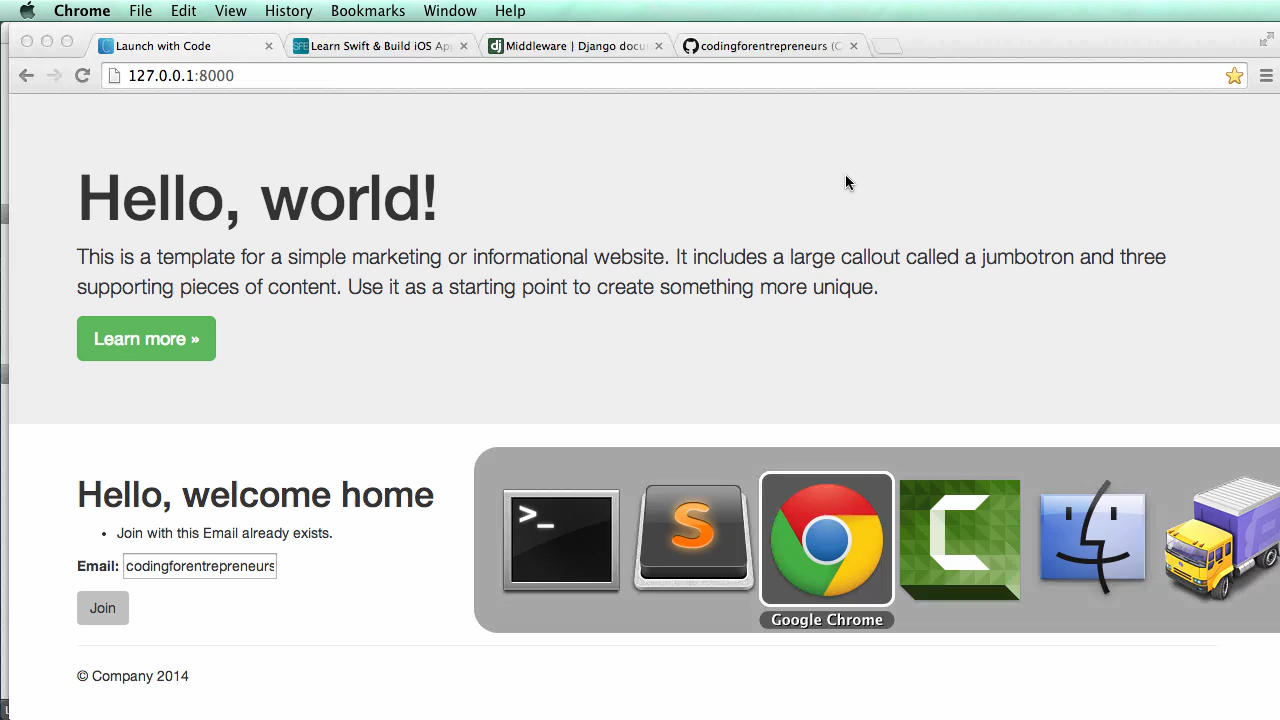 Chrome File Edit View History Bookmarks Window Help
Launch with Code
Learn Swift & Build iOS Ap
Middleware | Django docu
codingforentrepreneurs (C
127.0.0.1:8000
Hello, world!
This is a template for a simple marketing or informational website. It includes a large callout called a jumbotron and three
supporting pieces of content. Use it as a starting point to create something more unique.
Learn more »
Hello, welcome home
• Join with this Email already exists.
Email: codingforentrepreneurs
Join
Google Chrome
© Company 2014